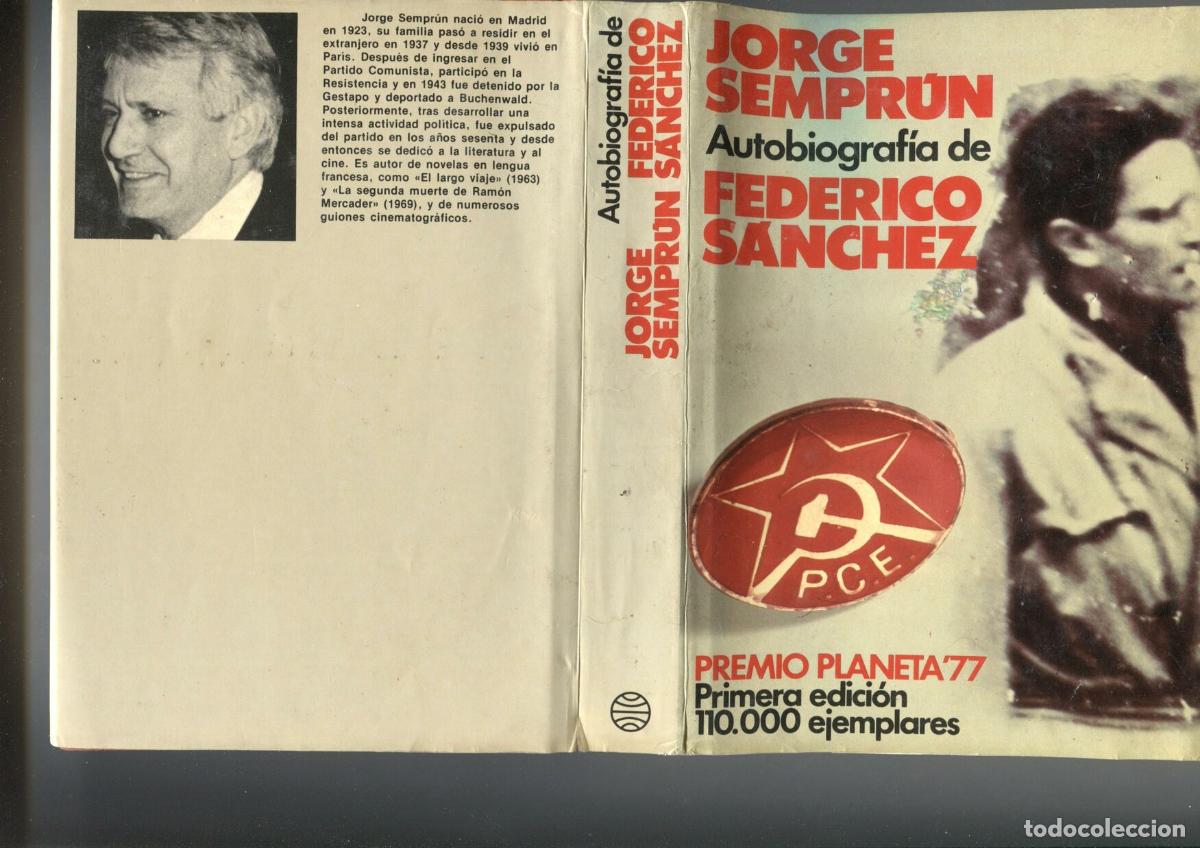 Jorge Semprún nació en Madrid
en 1923, su familia pasó a residir en el
extranjero en 1937 y desde 1939 vivió en
París. Después de ingresar en el
Partido Comunista, participó en la
Resistencia y en 1943 fue detenido por la
Gestapo y deportado a Buchenwald.
Posteriormente, tras desarrollar una
intensa actividad política, fue expulsado
del partido en los años sesenta y desde
entonces se dedicó a la literatura y al
cine. Es autor de novelas en lengua
francesa, como «El largo viaje» (1963)
y «La segunda muerte de Ramón
Mercader» (1969), y de numerosos
guiones cinematográficos.
Autobiografía de
FEDERICO
SÁNCHEZ
JORGE
SEMPRÚN
JORGE
SEMPRÚN
Autobiografía de
FEDERICO
SÁNCHEZ
P.C.E.
PREMIO PLANETA'77
Primera edición
110.000 ejemplares
todocoleccion